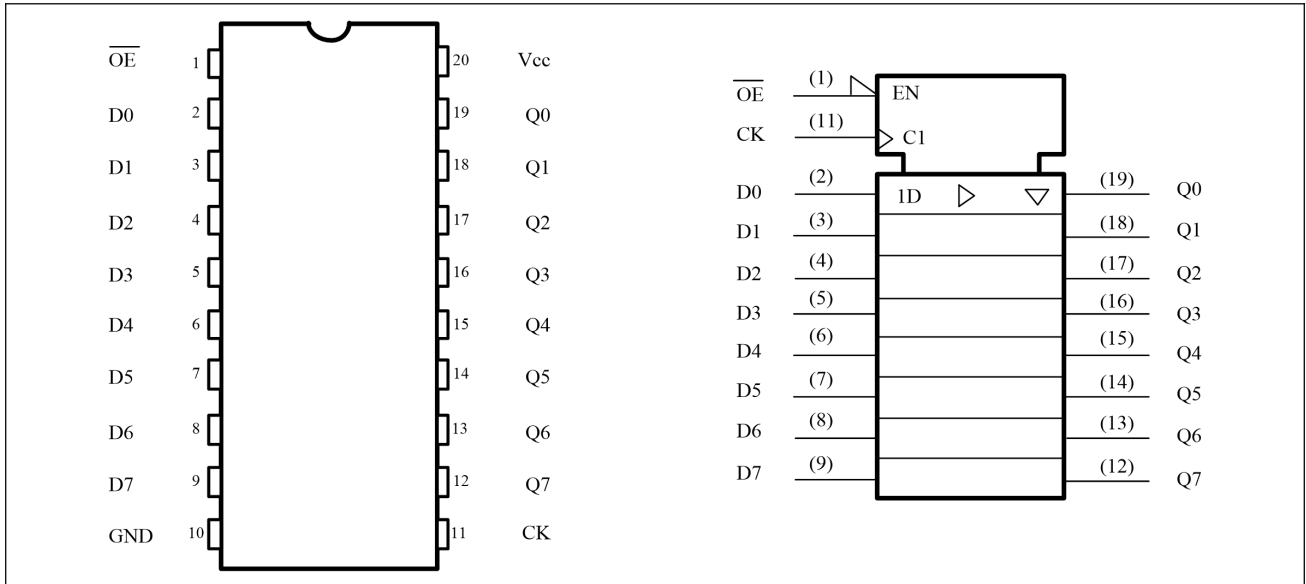 O̅E̅ 1 20 Vcc
D0 2 19 Q0
D1 3 18 Q1
D2 4 17 Q2
D3 5 16 Q3
D4 6 15 Q4
D5 7 14 Q5
D6 8 13 Q6
D7 9 12 Q7
GND 10 11 CK
O̅E̅ (1) EN
CK (11) C1
D0 (2) 1D (19) Q0
D1 (3) (18) Q1
D2 (4) (17) Q2
D3 (5) (16) Q3
D4 (6) (15) Q4
D5 (7) (14) Q5
D6 (8) (13) Q6
D7 (9) (12) Q7